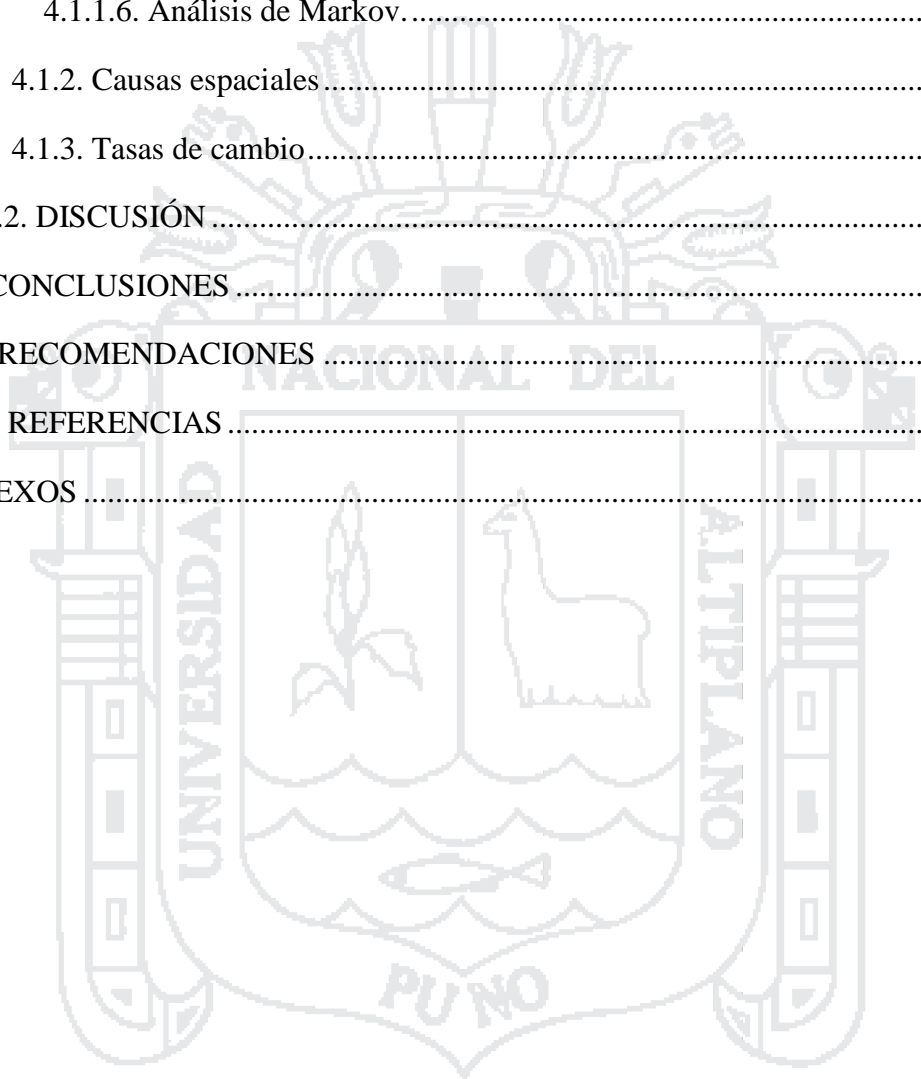 4.1.1.6. Análisis de Markov.................................................
4.1.2. Causas espaciales.................................................
4.1.3. Tasas de cambio.................................................
.2. DISCUSIÓN.................................................
CONCLUSIONES.................................................
RECOMENDACIONES.................................................
REFERENCIAS.................................................
EXOS.................................................
NACIONAL DEL
UNIVERSIDAD
ALTIPLANO
PUNO